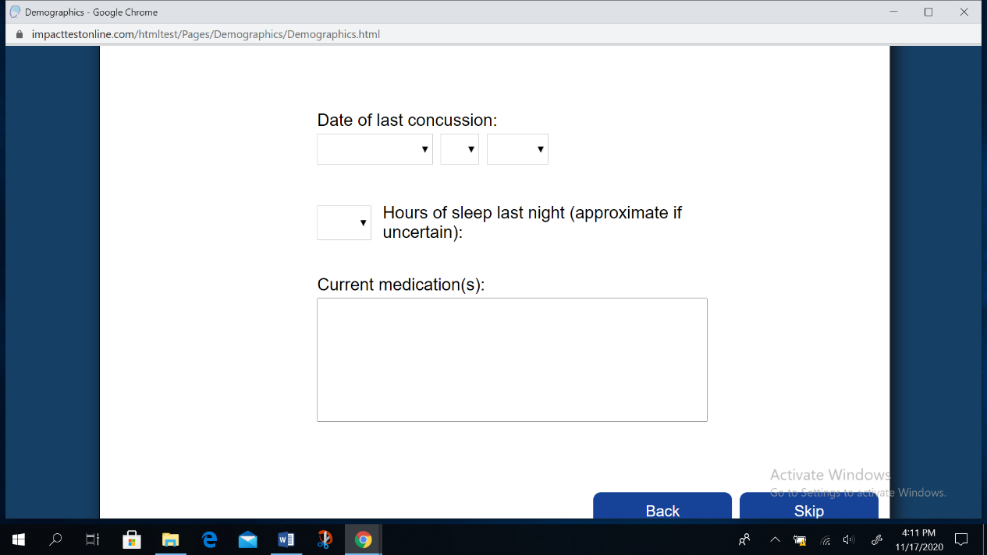 Demographics - Google Chrome
impacttestonline.com/htmltest/Pages/Demographics/Demographics.html
Date of last concussion:
Hours of sleep last night (approximate if
uncertain):
Current medication(s):
Activate Windows
Go to Settings to activate Windows.
Back
Skip
4:11 PM
11/17/2020